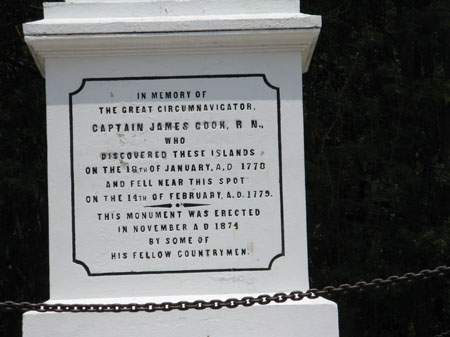 IN MEMORY OF
THE GREAT CIRCUMNAVIGATOR,
CAPTAIN JAMES COOK, R. N.,
WHO
DISCOVERED THESE ISLANDS
ON THE 18TH OF JANUARY, A.D 1778
AND FELL NEAR THIS SPOT
ON THE 14TH OF FEBRUARY, A.D. 1779.
THIS MONUMENT WAS ERECTED
IN NOVEMBER A D 1874
BY SOME OF
HIS FELLOW COUNTRYMEN.